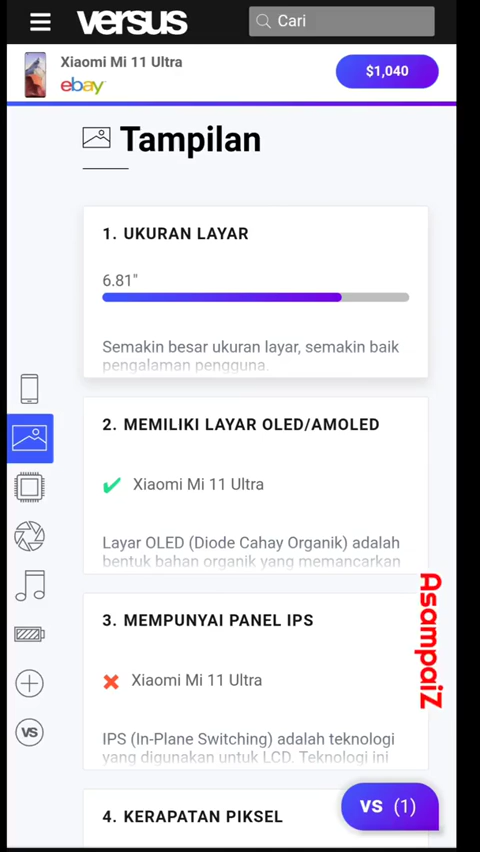 versus
Cari
Xiaomi Mi 11 Ultra
ebay
$1,040
Tampilan
1. UKURAN LAYAR
6.81"
Semakin besar ukuran layar, semakin baik
pengalaman pengguna.
2. MEMILIKI LAYAR OLED/AMOLED
Xiaomi Mi 11 Ultra
Layar OLED (Diode Cahay Organik) adalah
bentuk bahan organik yang memancarkan
3. MEMPUNYAI PANEL IPS
Xiaomi Mi 11 Ultra
IPS (In-Plane Switching) adalah teknologi
yang digunakan untuk LCD. Teknologi ini
4. KERAPATAN PIKSEL
VS
VS (1)
AsampaiZ